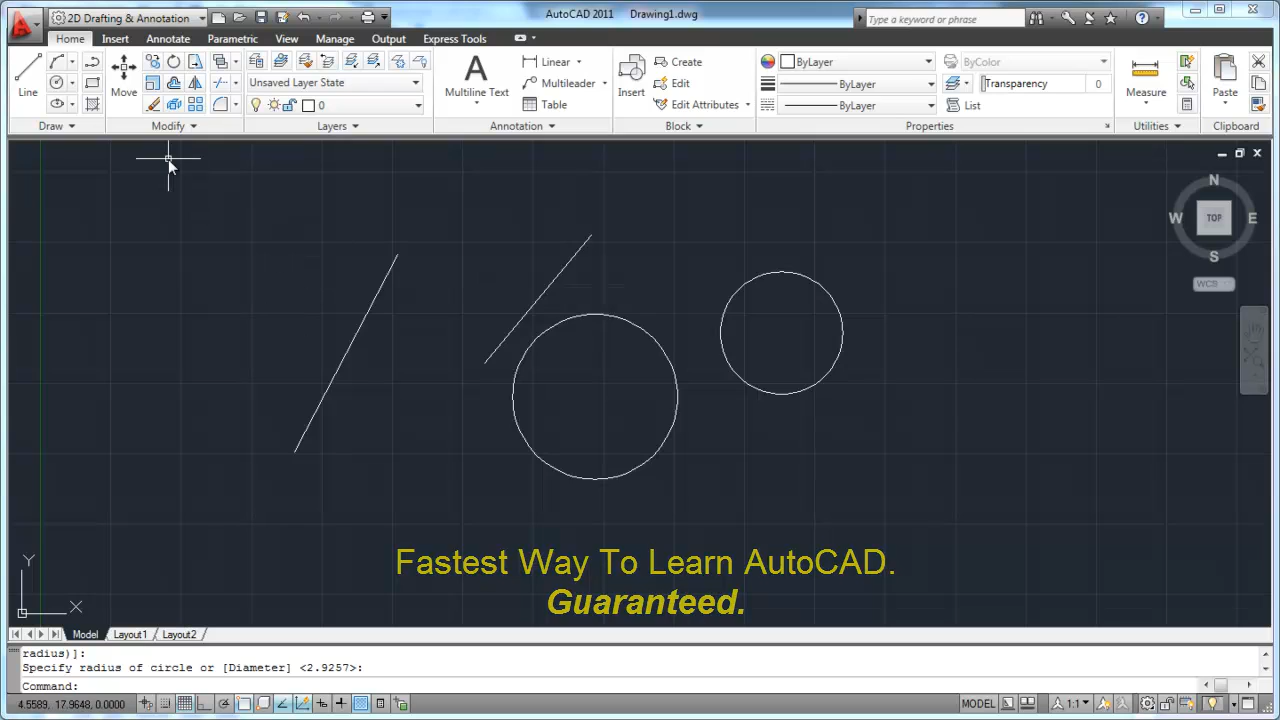 2D Drafting & Annotation
AutoCAD 2011 Drawing1.dwg
Type a keyword or phrase
Home Insert Annotate Parametric View Manage Output Express Tools
Line
Move
Unsaved Layer State
0
A
Multiline Text
Linear
Multileader
Table
Insert
Create
Edit
Edit Attributes
ByLayer
ByLayer
ByLayer
ByColor
Transparency 0
List
Measure
Paste
Draw Modify Layers Annotation Block Properties Utilities Clipboard
N
W TOP E
S
WCS
Fastest Way To Learn AutoCAD.
Guaranteed.
Y
X
Model Layout1 Layout2
radius)]:
Specify radius of circle or [Diameter] <2.9257>:
Command:
4.5589, 17.9648, 0.0000
MODEL
1:1